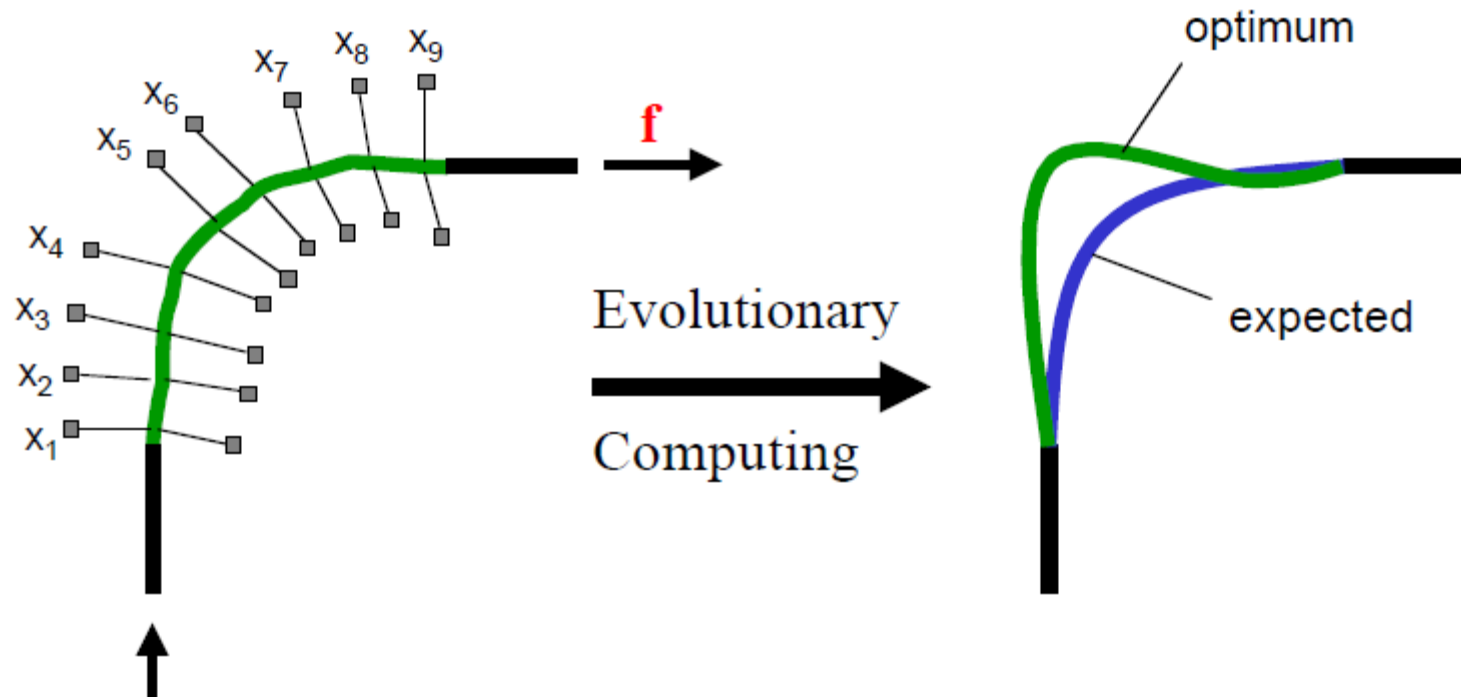 x₁
x₂
x₃
x₄
x₅
x₆
x₇
x₈
x₉
f
Evolutionary
Computing
optimum
expected